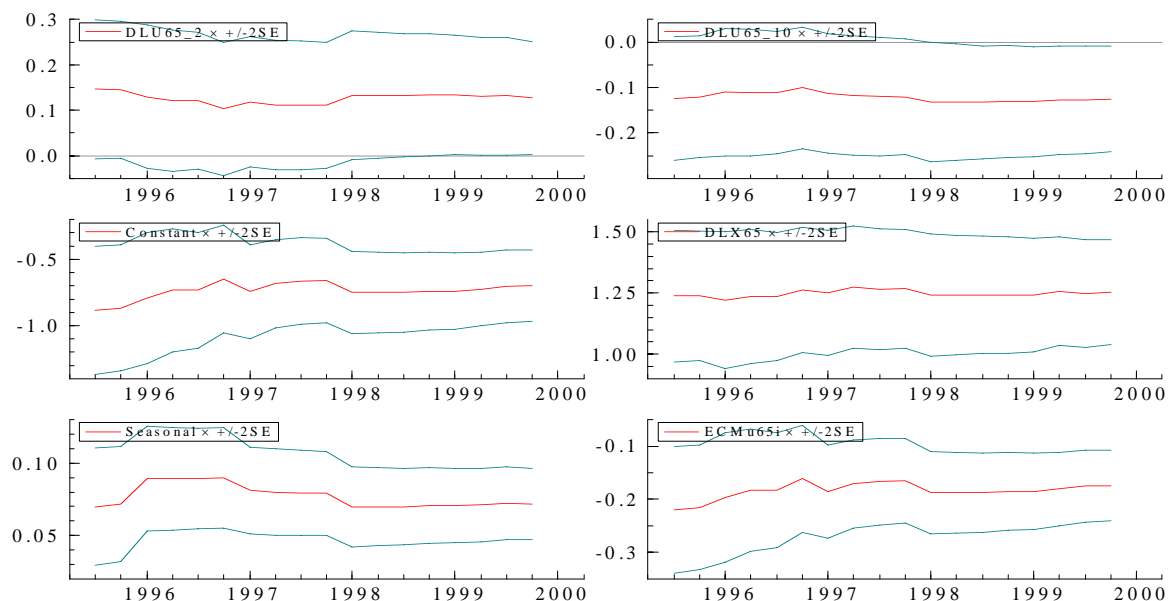 DLU65_2 × +/-2SE
0.3
0.2
0.1
0.0
1996 1997 1998 1999 2000
DLU65_10 × +/-2SE
0.0
-0.1
-0.2
1996 1997 1998 1999 2000
Constant × +/-2SE
-0.5
-1.0
1996 1997 1998 1999 2000
DLX65 × +/-2SE
1.50
1.25
1.00
1996 1997 1998 1999 2000
Seasonal × +/-2SE
0.10
0.05
1996 1997 1998 1999 2000
ECMu65i × +/-2SE
-0.1
-0.2
-0.3
1996 1997 1998 1999 2000